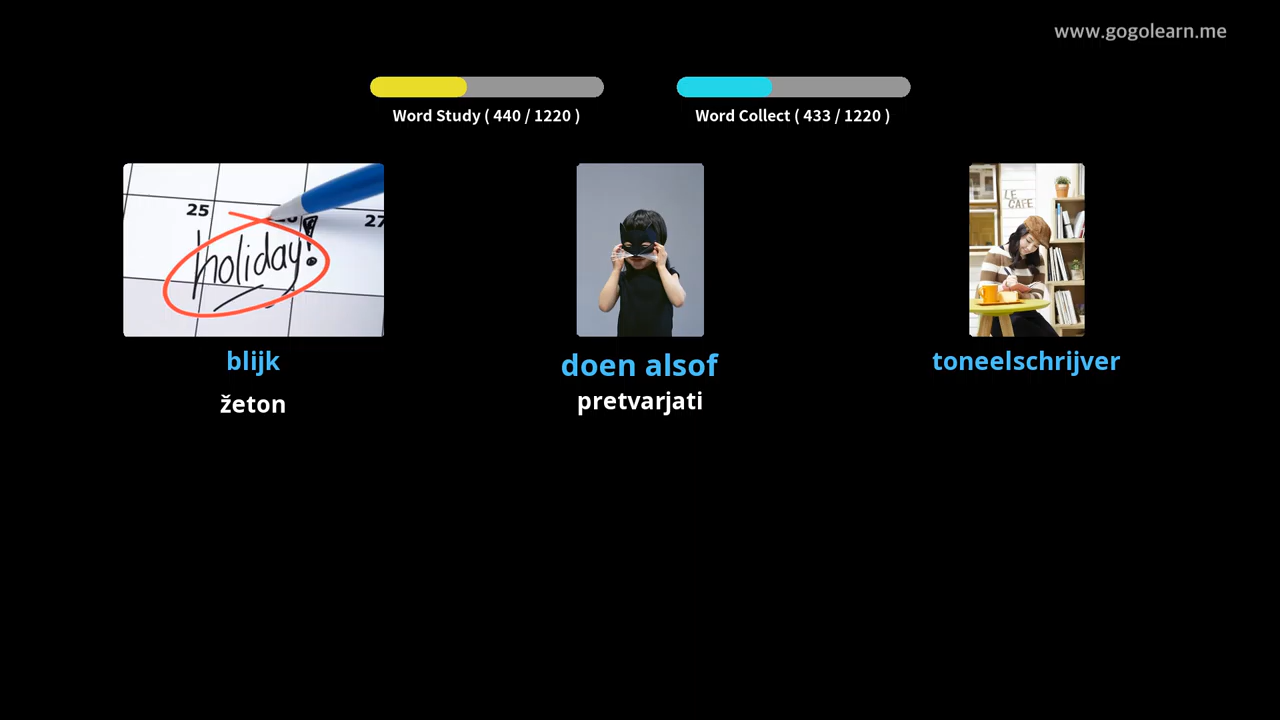 www.gogolearn.me
Word Study ( 440 / 1220 )
Word Collect ( 433 / 1220 )
25
27
holiday!
LE
CAFE
blijk
doen alsof
toneelschrijver
žeton
pretvarjati